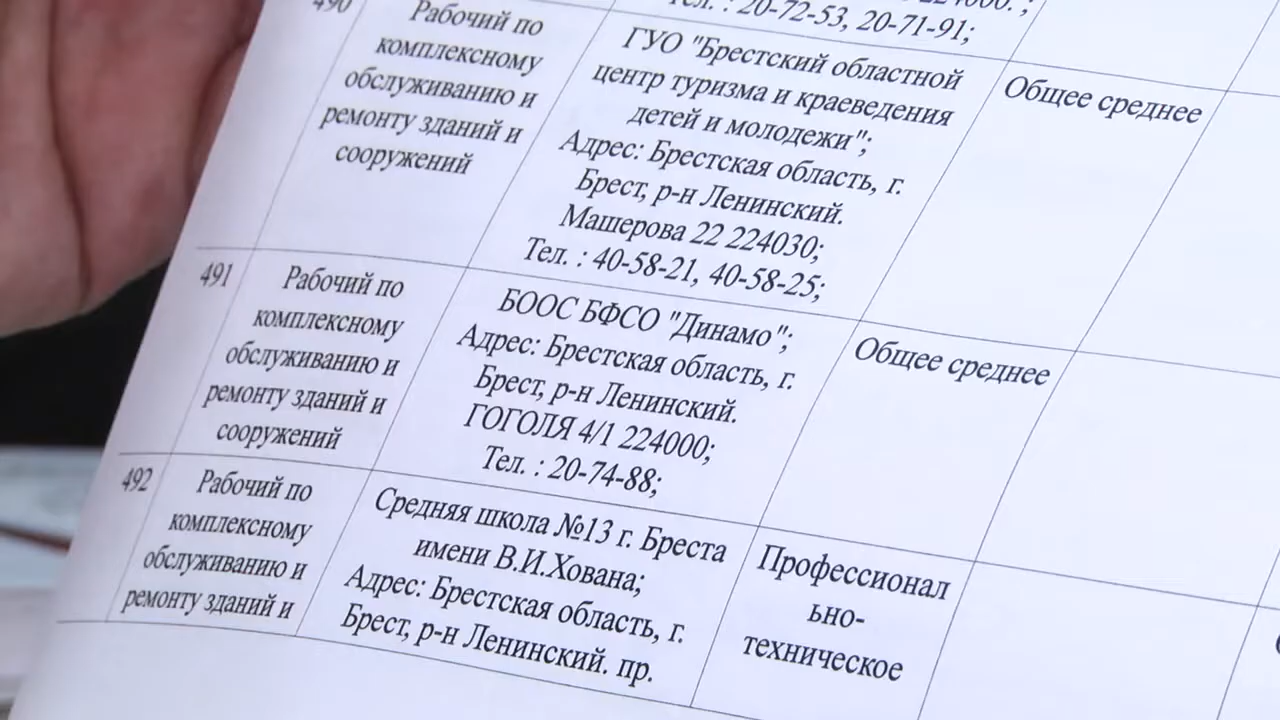 Тел. : 20-72-53, 20-71-91;
490
Рабочий по
комплексному
обслуживанию и
ремонту зданий и
сооружений
ГУО "Брестский областной
центр туризма и краеведения
детей и молодежи";
Адрес: Брестская область, г.
Брест, р-н Ленинский.
Машерова 22 224030;
Тел. : 40-58-21, 40-58-25;
Общее среднее
491
Рабочий по
комплексному
обслуживанию и
ремонту зданий и
сооружений
БООС БФСО "Динамо";
Адрес: Брестская область, г.
Брест, р-н Ленинский.
ГОГОЛЯ 4/1 224000;
Тел. : 20-74-88;
Общее среднее
492
Рабочий по
комплексному
обслуживанию и
ремонту зданий и
Средняя школа №13 г. Бреста
имени В.И.Хована;
Адрес: Брестская область, г.
Брест, р-н Ленинский. пр.
Профессионал
ьно-
техническое